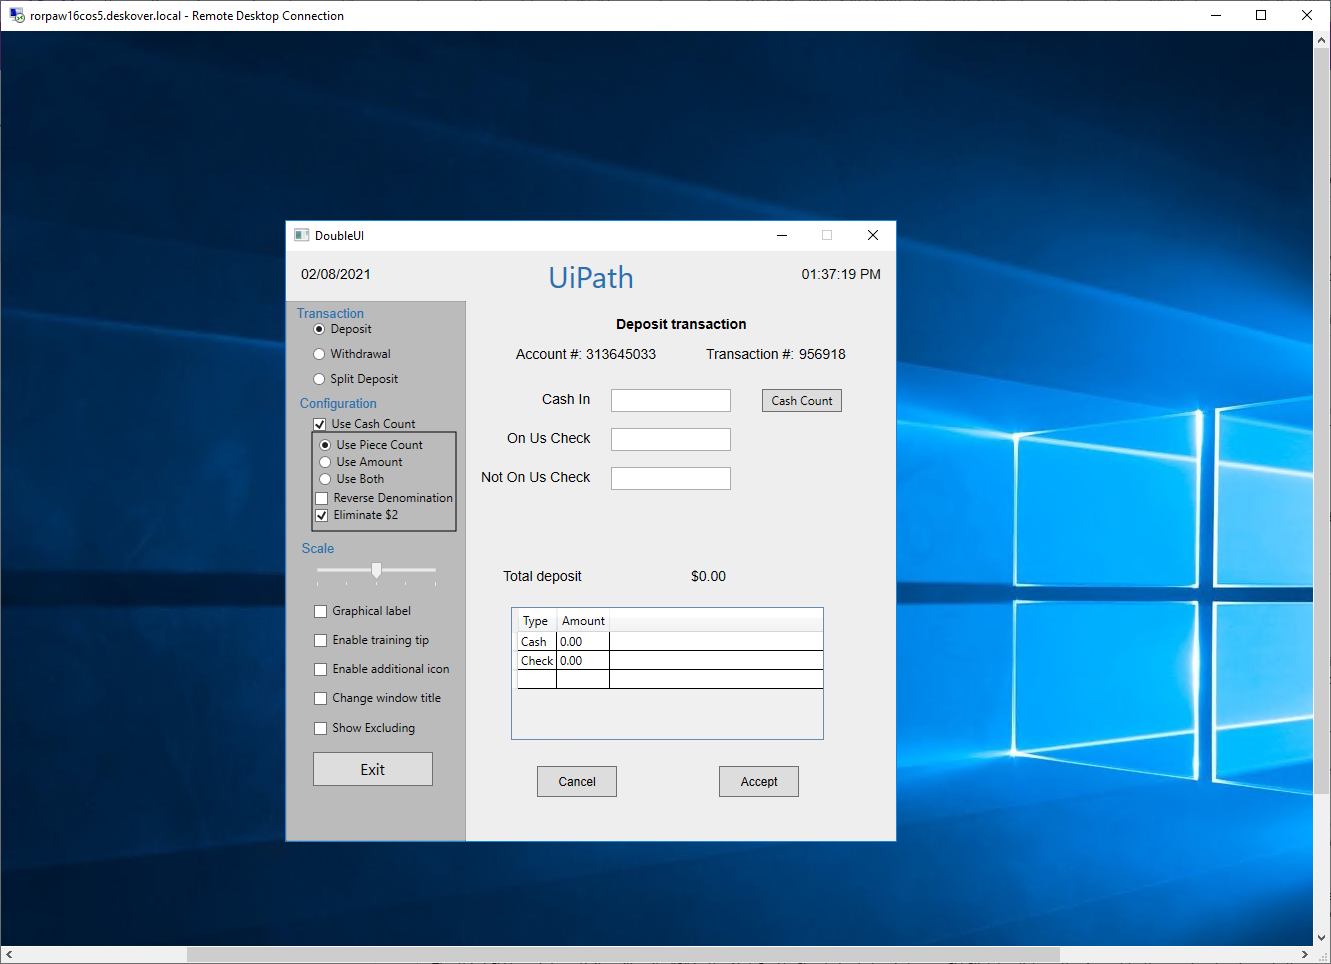 rorpaw16cos5.deskover.local - Remote Desktop Connection
DoubleUI
02/08/2021 UiPath 01:37:19 PM
Transaction
Deposit
Withdrawal
Split Deposit
Configuration
Use Cash Count
Use Piece Count
Use Amount
Use Both
Reverse Denomination
Eliminate $2
Scale
Graphical label
Enable training tip
Enable additional icon
Change window title
Show Excluding
Exit
Deposit transaction
Account #: 313645033 Transaction #: 956918
Cash In Cash Count
On Us Check
Not On Us Check
Total deposit $0.00
Type Amount
Cash 0.00
Check 0.00
Cancel Accept